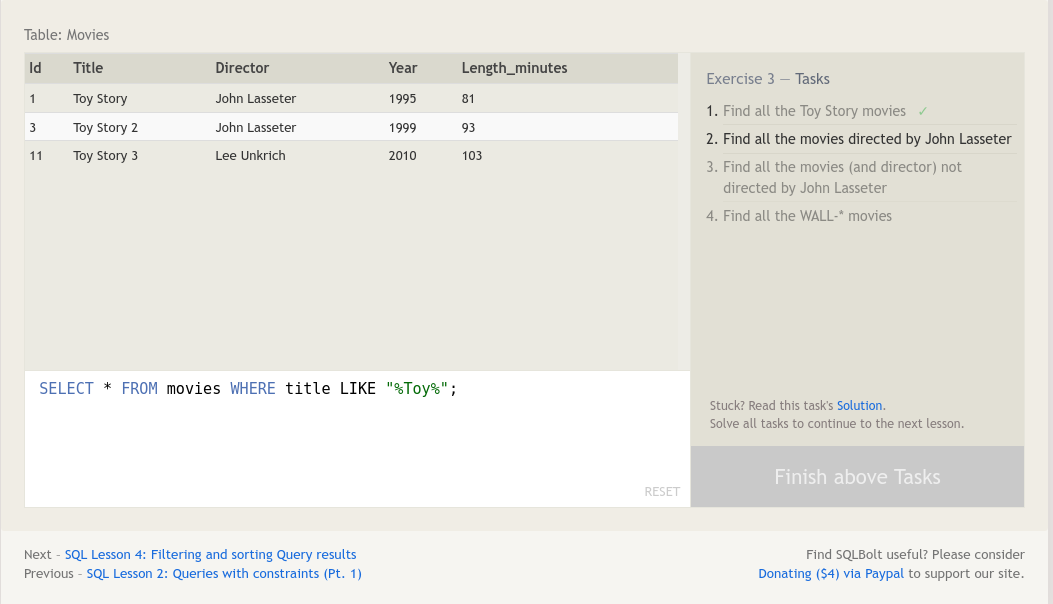 Table: Movies
Id Title Director Year Length_minutes
1 Toy Story John Lasseter 1995 81
3 Toy Story 2 John Lasseter 1999 93
11 Toy Story 3 Lee Unkrich 2010 103
SELECT * FROM movies WHERE title LIKE "%Toy%";
RESET
Exercise 3 — Tasks
1. Find all the Toy Story movies ✓
2. Find all the movies directed by John Lasseter
3. Find all the movies (and director) not
directed by John Lasseter
4. Find all the WALL-* movies
Stuck? Read this task's Solution.
Solve all tasks to continue to the next lesson.
Finish above Tasks
Next – SQL Lesson 4: Filtering and sorting Query results
Previous – SQL Lesson 2: Queries with constraints (Pt. 1)
Find SQLBolt useful? Please consider
Donating ($4) via Paypal to support our site.